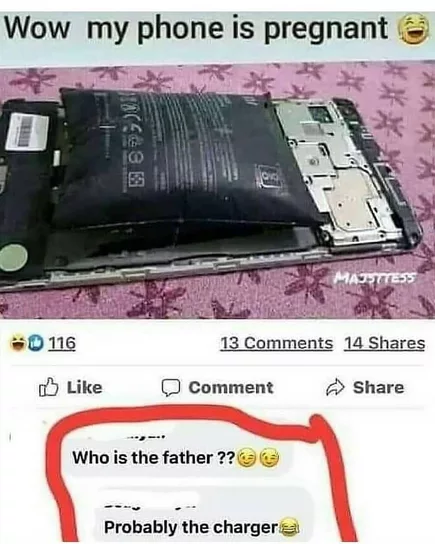 Wow my phone is pregnant 😂
MAJSTTESS
116
13 Comments 14 Shares
Like Comment Share
Who is the father ??😉😉
Probably the charger😂